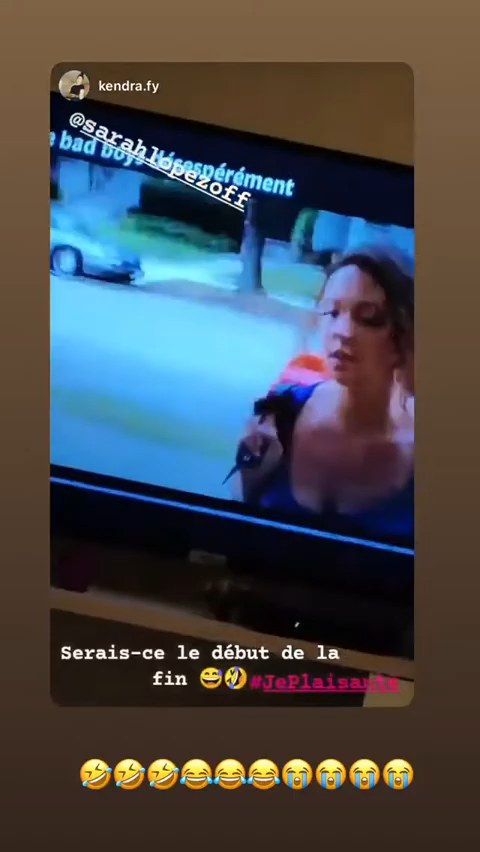 kendra.fy
@sarahlopezoff
bad boys désespérément
Serais-ce le début de la
fin 😅🤣#JePlaisante
🤣🤣🤣😂😂😂😭😭😭😭